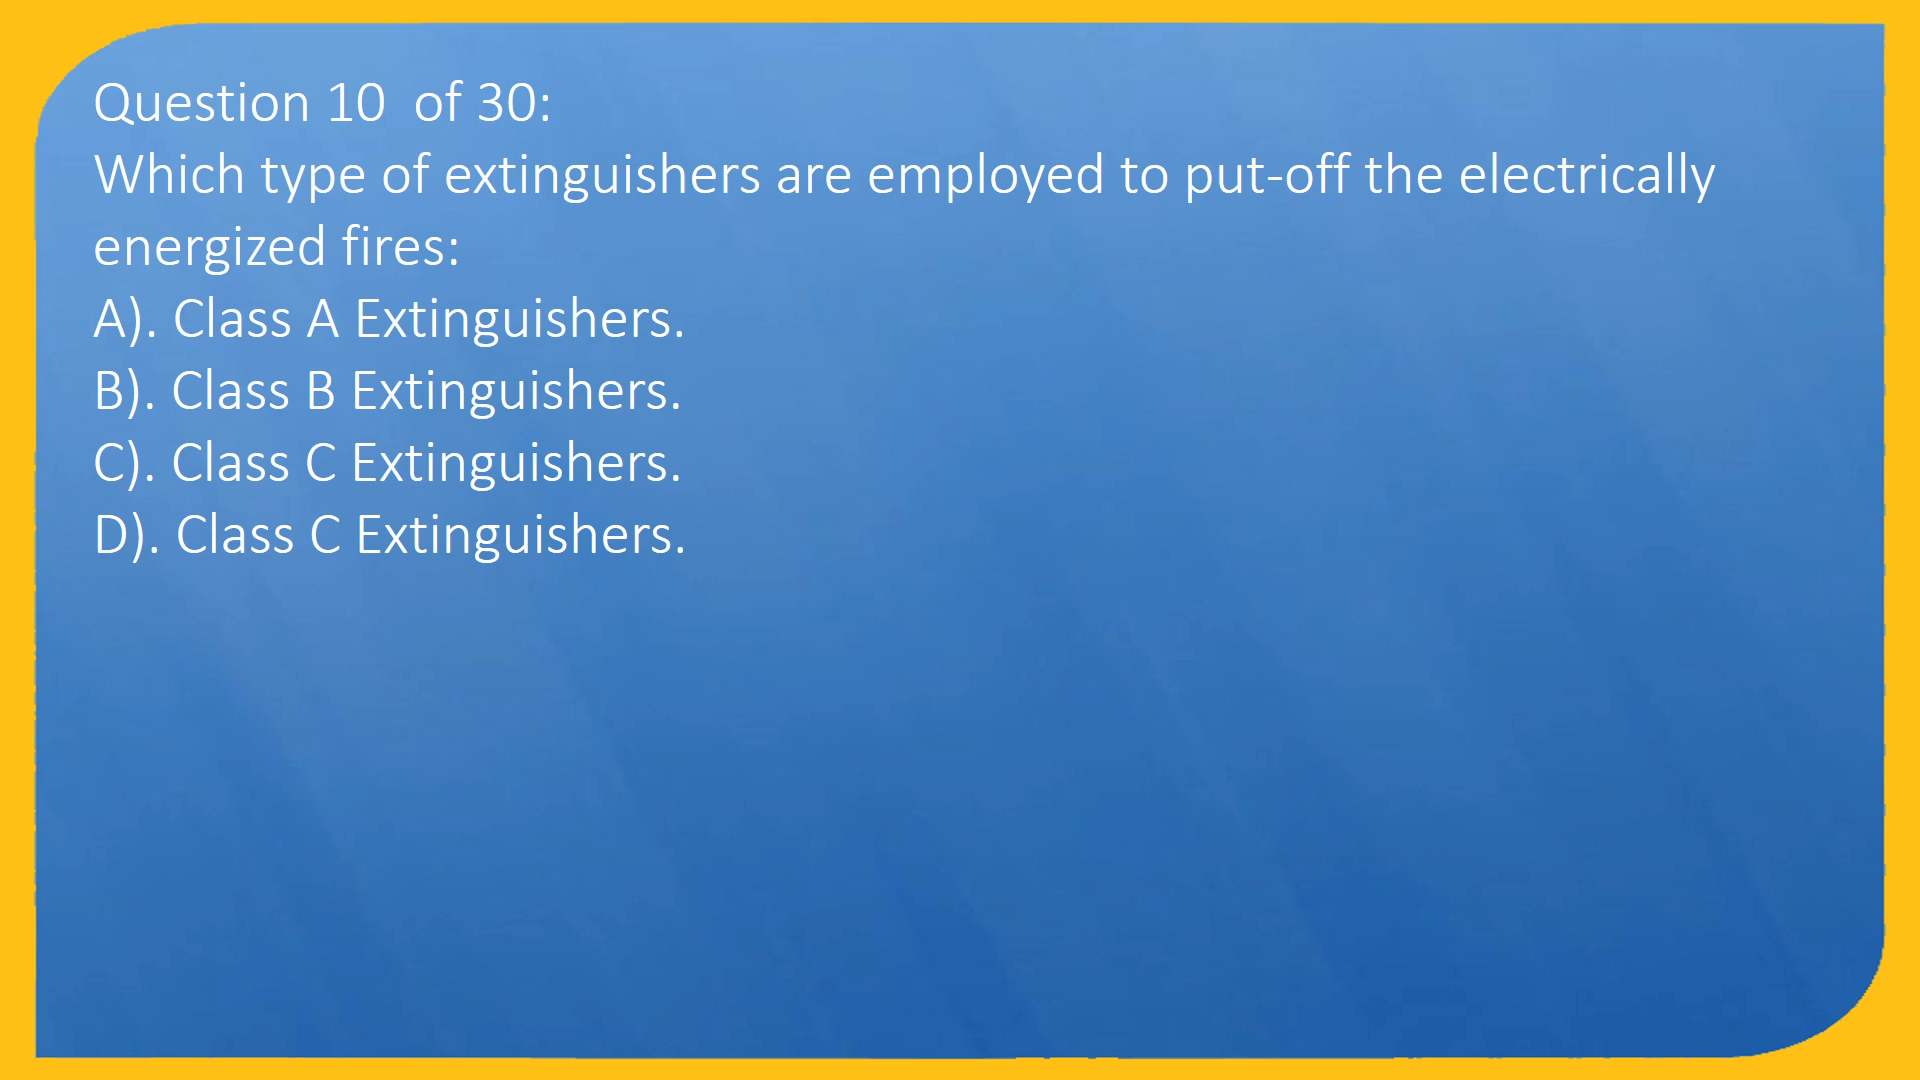 Question 10  of 30:
Which type of extinguishers are employed to put-off the electrically
energized fires:
A). Class A Extinguishers.
B). Class B Extinguishers.
C). Class C Extinguishers.
D). Class C Extinguishers.